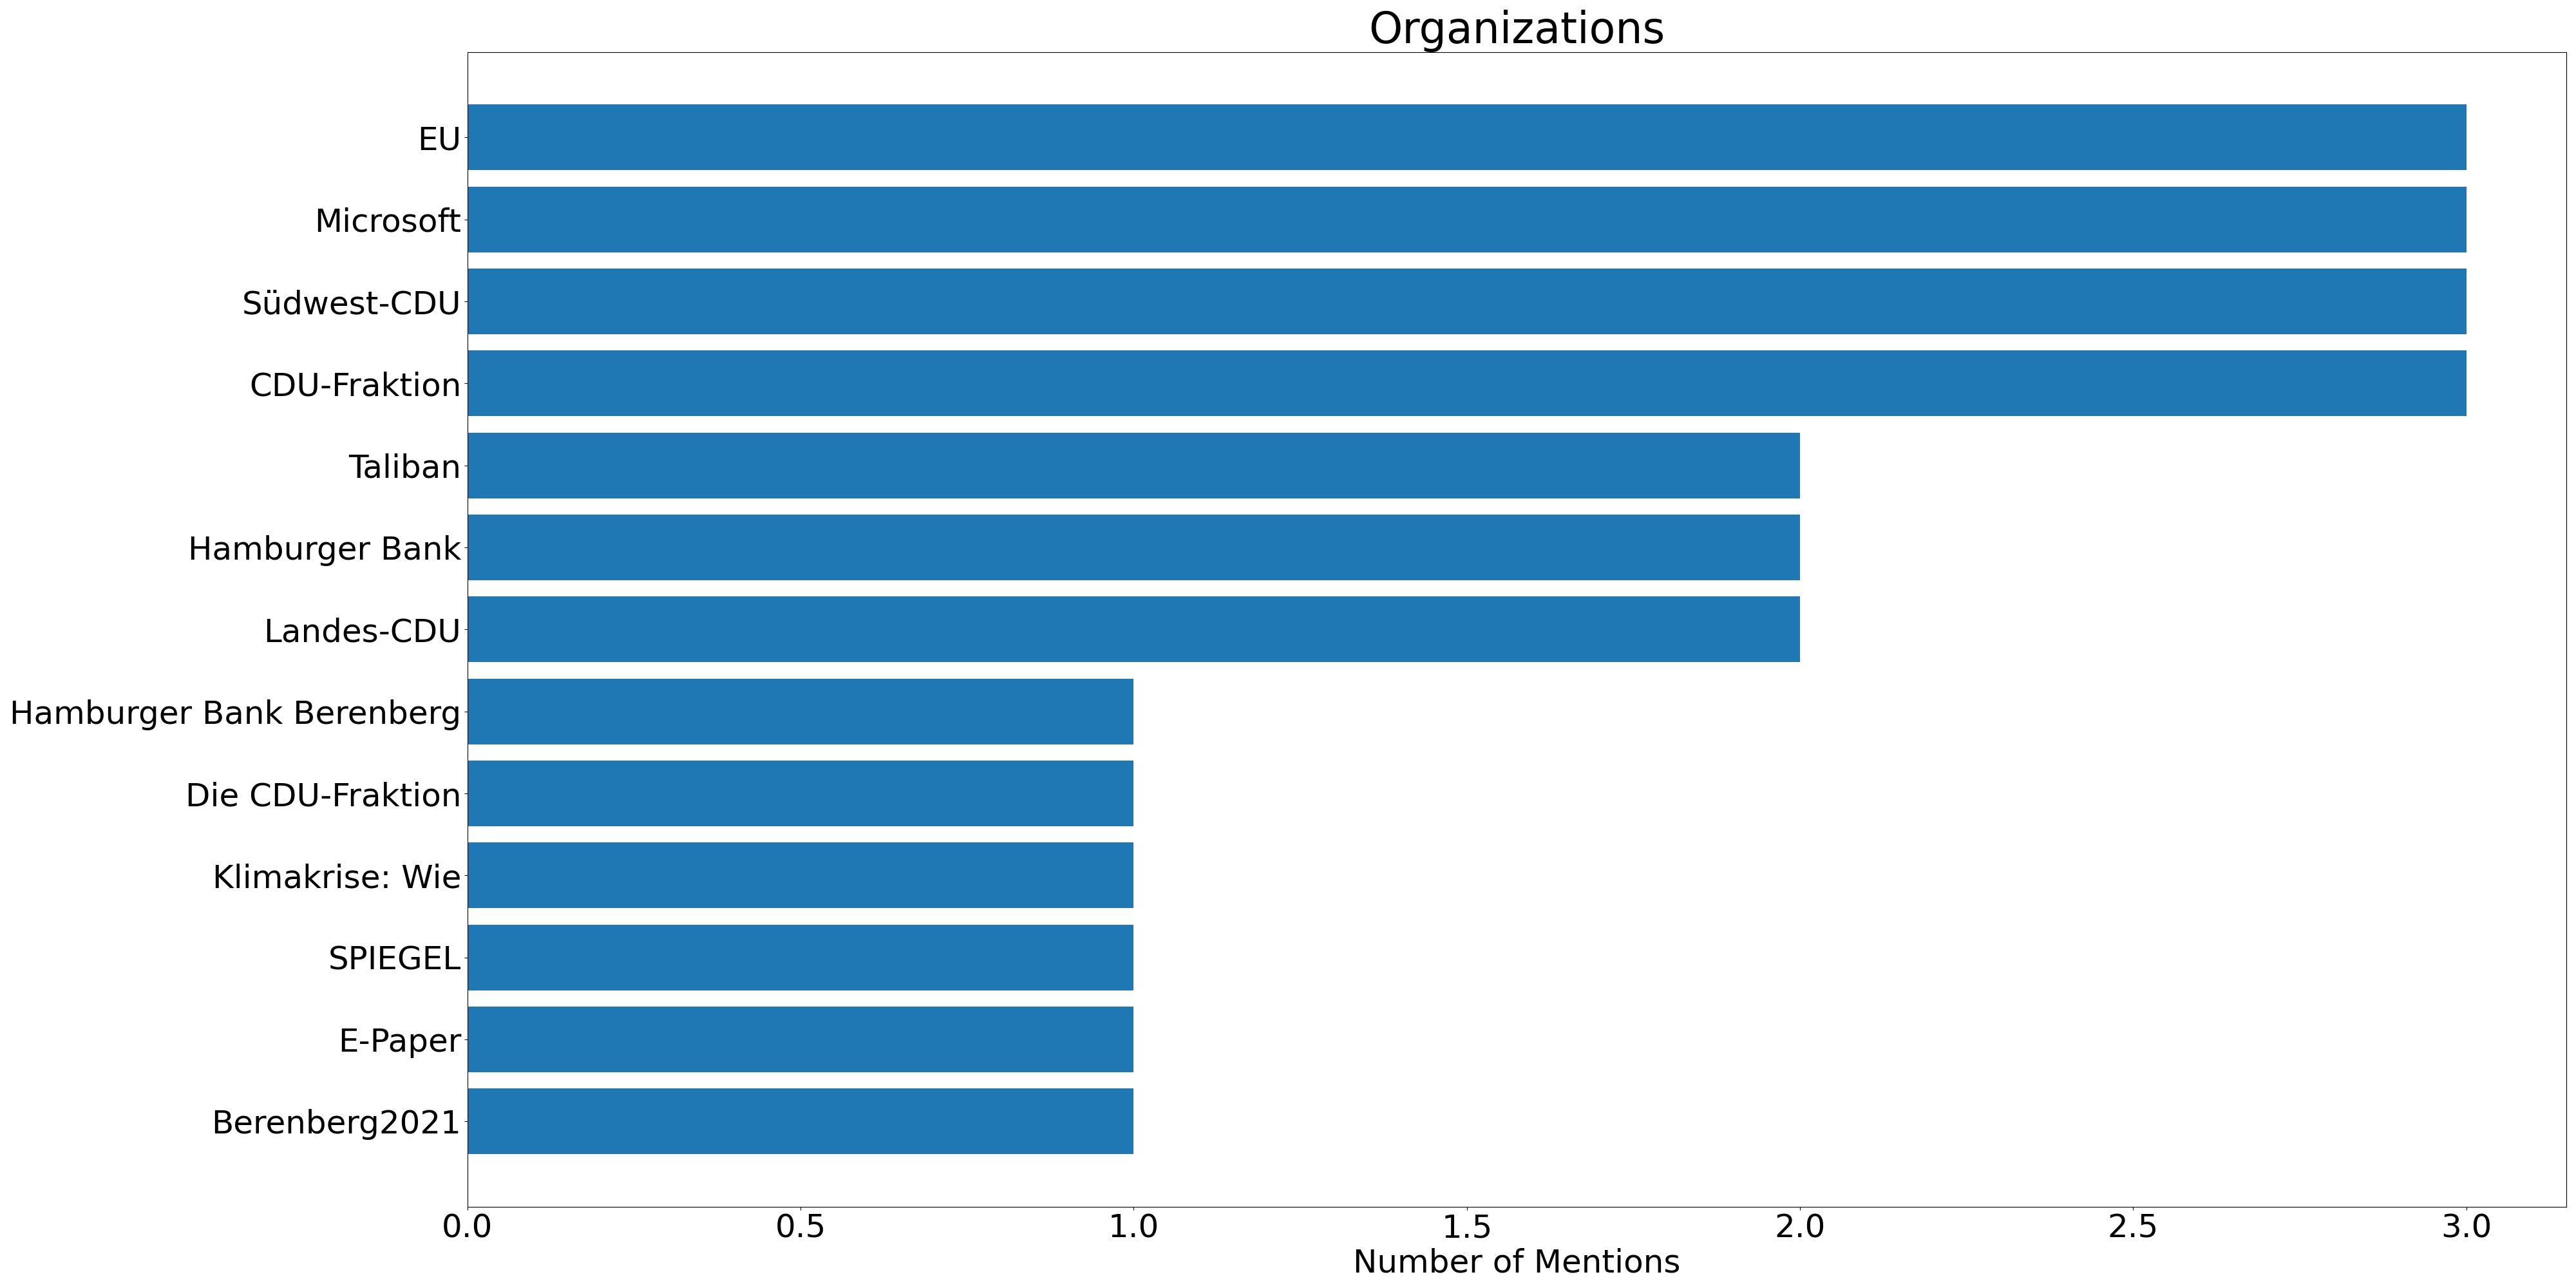 Organizations
EU
Microsoft
Südwest-CDU
CDU-Fraktion
Taliban
Hamburger Bank
Landes-CDU
Hamburger Bank Berenberg
Die CDU-Fraktion
Klimakrise: Wie
SPIEGEL
E-Paper
Berenberg2021
0.0 0.5 1.0 1.5 2.0 2.5 3.0
Number of Mentions